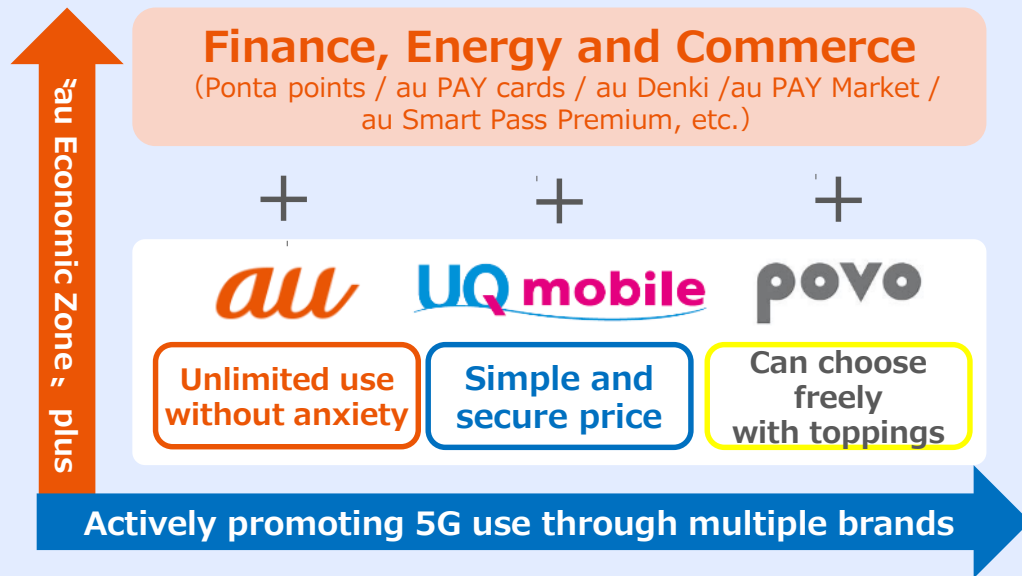 Finance, Energy and Commerce
（Ponta points / au PAY cards / au Denki /au PAY Market /
au Smart Pass Premium, etc.）
“au Economic Zone” plus
+ + +
au UQ mobile povo
Unlimited use
without anxiety
Simple and
secure price
Can choose
freely
with toppings
Actively promoting 5G use through multiple brands